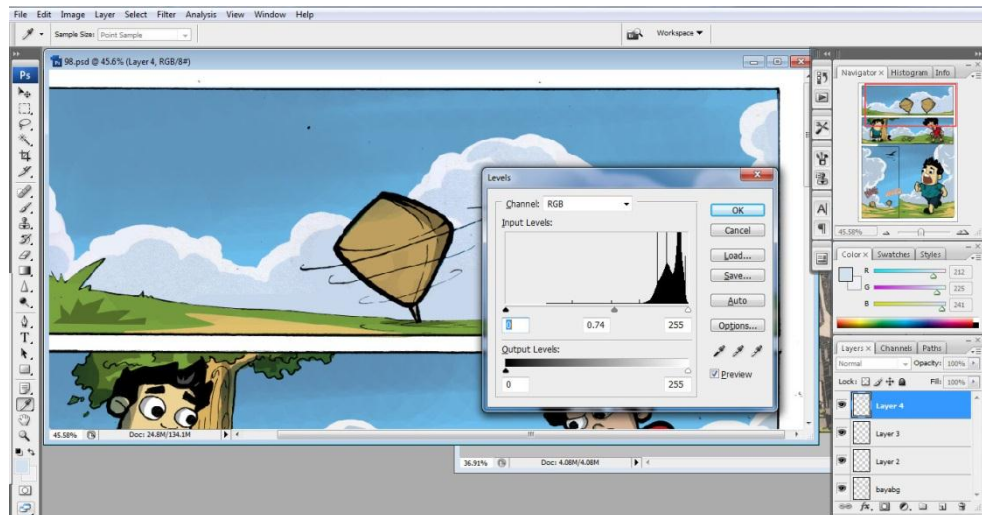 File Edit Image Layer Select Filter Analysis View Window Help
Sample Size: Point Sample
Workspace
98.psd @ 45.6% (Layer 4, RGB/8#)
Ps
Navigator x Histogram Info
45.58%
Levels
Channel: RGB
Input Levels:
0 0.74 255
Output Levels:
0 255
OK
Cancel
Load...
Save...
Auto
Options...
Preview
Color x Swatches Styles
R 212
G 225
B 241
Layers x Channels Paths
Normal Opacity: 100%
Lock: Fill: 100%
Layer 4
Layer 3
Layer 2
bayabg
45.58% Doc: 24.8M/134.1M
36.91% Doc: 4.08M/4.08M